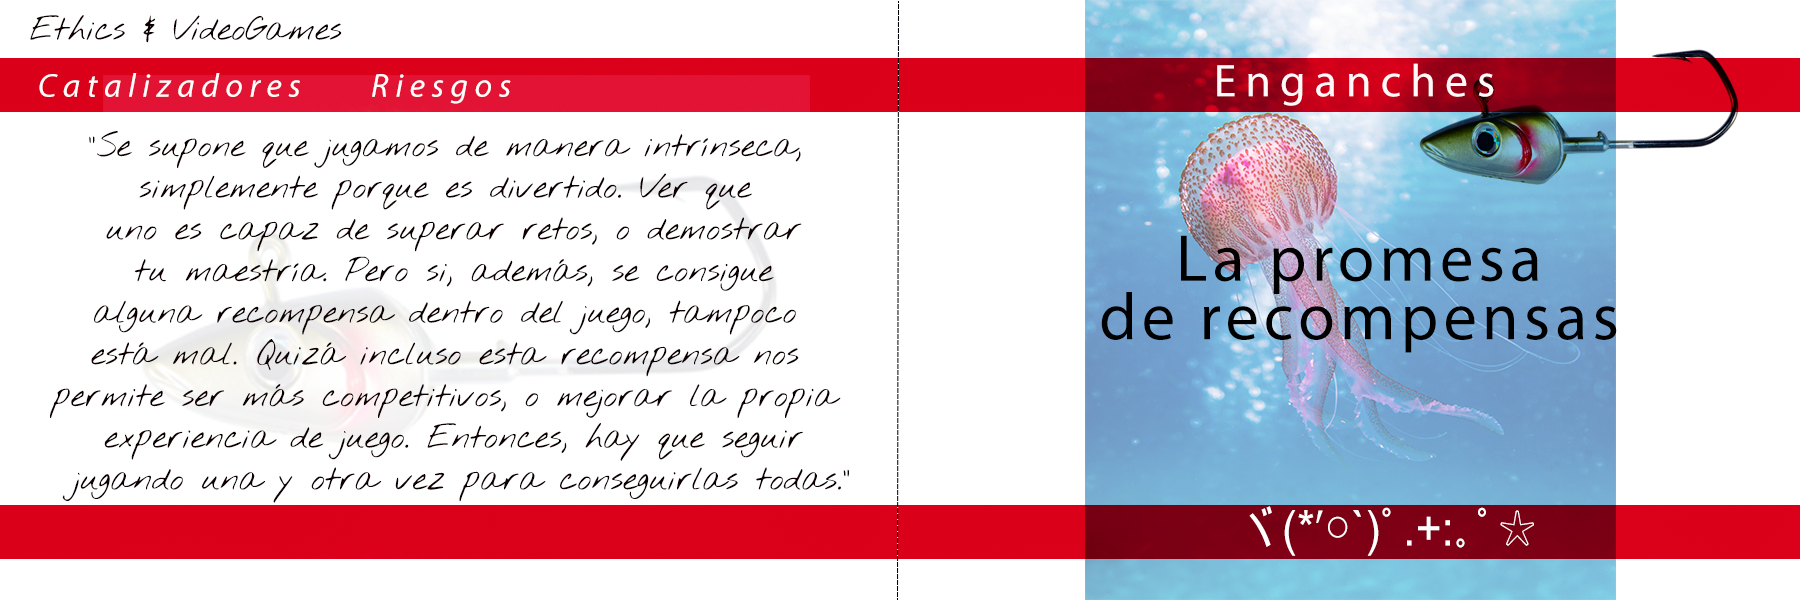 Ethics & VideoGames
Catalizadores Riesgos
"Se supone que jugamos de manera intrínseca,
simplemente porque es divertido. Ver que
uno es capaz de superar retos, o demostrar
tu maestría. Pero si, además, se consigue
alguna recompensa dentro del juego, tampoco
está mal. Quizá incluso esta recompensa nos
permite ser más competitivos, o mejorar la propia
experiencia de juego. Entonces, hay que seguir
jugando una y otra vez para conseguirlas todas."
Enganches
La promesa
de recompensas
ヾ(*'○`)ﾟ.+:｡ﾟ☆